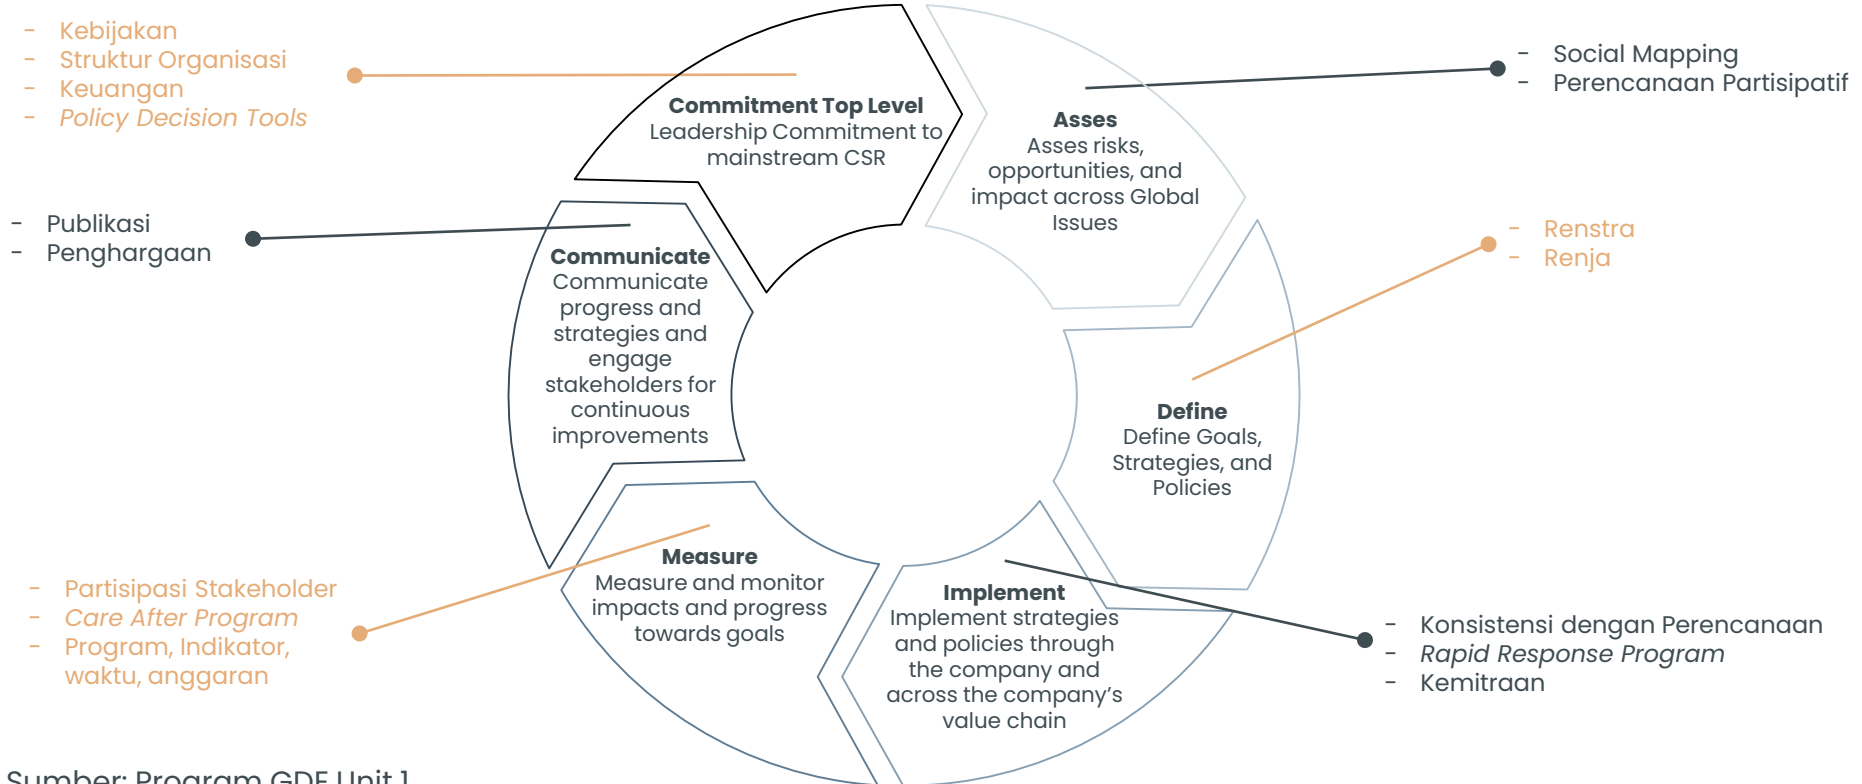 - Kebijakan
- Struktur Organisasi
- Keuangan
- Policy Decision Tools
Commitment Top Level
Leadership Commitment to
mainstream CSR
- Social Mapping
- Perencanaan Partisipatif
Asses
Asses risks,
opportunities, and
impact across Global
Issues
- Publikasi
- Penghargaan
Communicate
Communicate
progress and
strategies and
engage
stakeholders for
continuous
improvements
- Renstra
- Renja
Define
Define Goals,
Strategies, and
Policies
- Partisipasi Stakeholder
- Care After Program
- Program, Indikator,
waktu, anggaran
Measure
Measure and monitor
impacts and progress
towards goals
Implement
Implement strategies
and policies through
the company and
across the company’s
value chain
- Konsistensi dengan Perencanaan
- Rapid Response Program
- Kemitraan
Sumber: Program GDE Unit 1